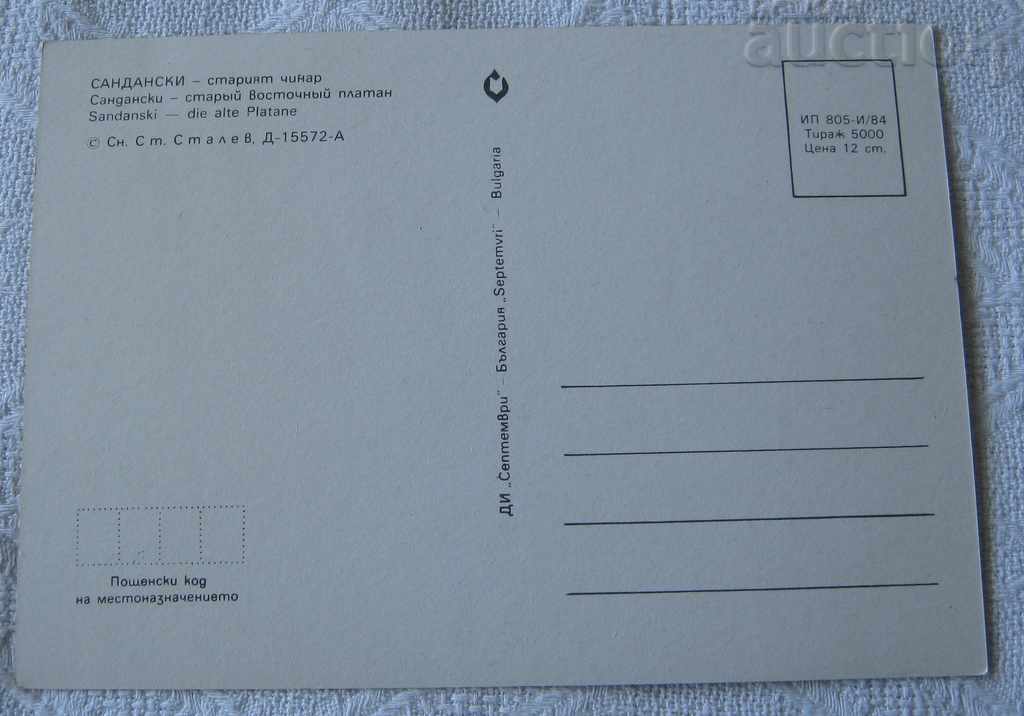 САНДАНСКИ – старият чинар
Сандански – старый восточный платан
Sandanski — die alte Platane
© Сн. Ст. Сталев, Д-15572-А
ДИ „Септември" – България „Septemvri" – Bulgaria
auction
ИП 805-И/84
Тираж 5000
Цена 12 ст.
Пощенски код
на местоназначението